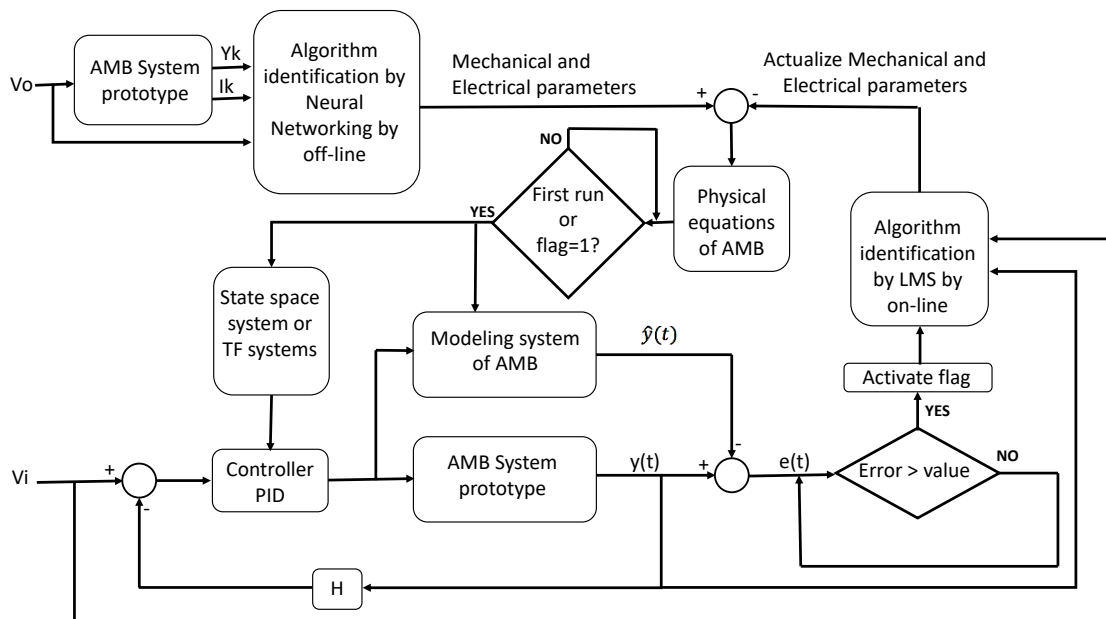 Vo
AMB System
prototype
Yk
Ik
Algorithm
identification by
Neural
Networking by
off-line
Mechanical and
Electrical parameters
+
-
Actualize Mechanical and
Electrical parameters
NO
YES
First run
or
flag=1?
Physical
equations
of AMB
Algorithm
identification
by LMS by
on-line
State space
system or
TF systems
Modeling system
of AMB
ŷ(t)
Activate flag
YES
NO
Vi
+
-
Controller
PID
AMB System
prototype
y(t)
+
-
e(t)
Error > value
H